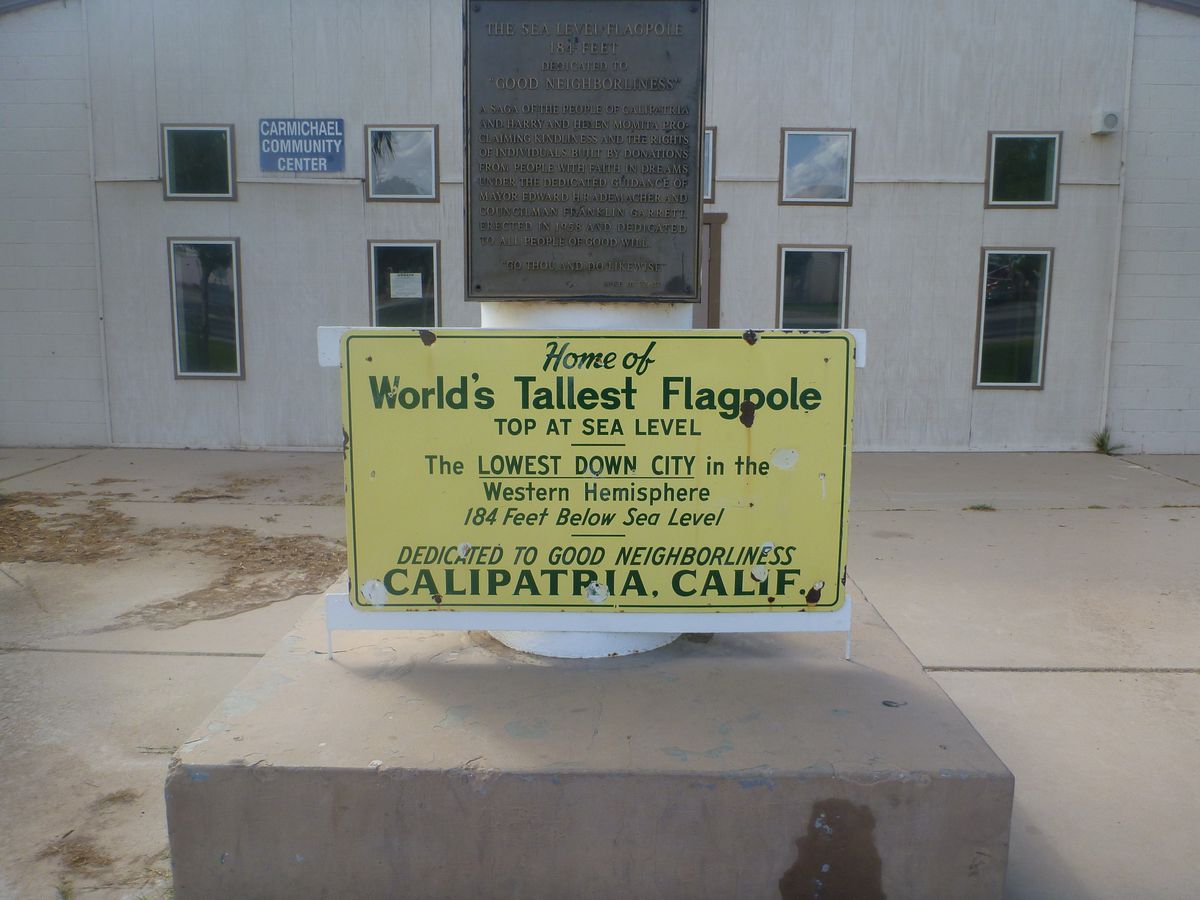 THE SEA LEVEL FLAGPOLE
184 FEET
DEDICATED TO
"GOOD NEIGHBORLINESS"
A SAGA OF THE PEOPLE OF CALIPATRIA
AND HARRY AND HELEN MOMITA PRO-
CLAIMING KINDLINESS AND THE RIGHTS
OF INDIVIDUALS. BUILT BY DONATIONS
FROM PEOPLE WITH FAITH IN DREAMS
UNDER THE DEDICATED GUIDANCE OF
MAYOR EDWARD H. RADEMACHER AND
COUNCILMAN FRANKLIN GARRETT.
ERECTED IN 1958 AND DEDICATED
TO ALL PEOPLE OF GOOD WILL.
"GO THOU AND DO LIKEWISE"
CARMICHAEL
COMMUNITY
CENTER
Home of
World's Tallest Flagpole
TOP AT SEA LEVEL
The LOWEST DOWN CITY in the
Western Hemisphere
184 Feet Below Sea Level
DEDICATED TO GOOD NEIGHBORLINESS
CALIPATRIA, CALIF.